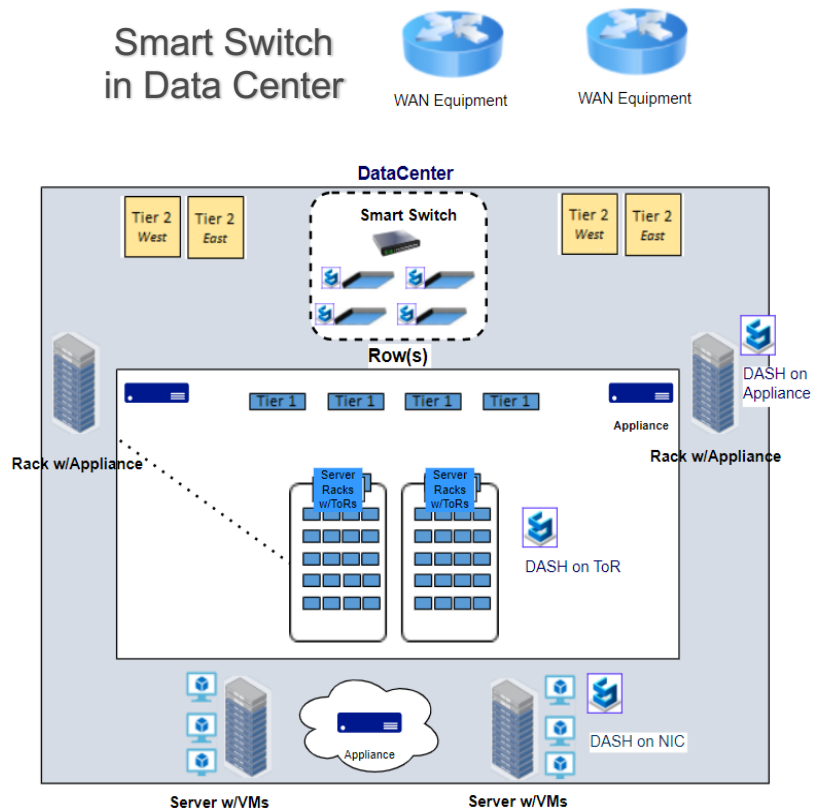 Smart Switch
in Data Center
WAN Equipment
WAN Equipment
DataCenter
Tier 2
West
Tier 2
East
Smart Switch
Tier 2
West
Tier 2
East
Row(s)
DASH on
Appliance
Tier 1
Tier 1
Tier 1
Tier 1
Appliance
Rack w/Appliance
Rack w/Appliance
Server
Racks
w/ToRs
Server
Racks
w/ToRs
DASH on ToR
DASH on NIC
Appliance
Server w/VMs
Server w/VMs